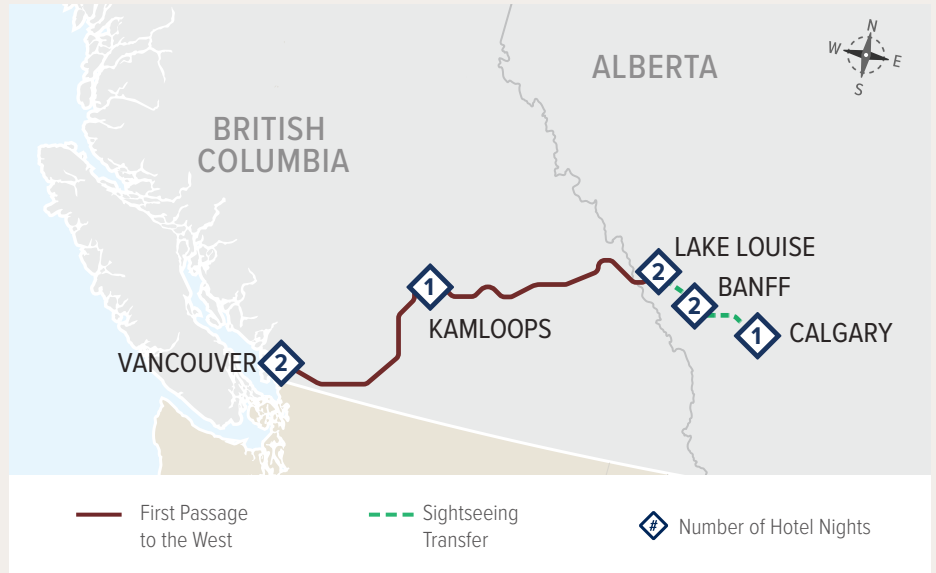 N
W
E
S
ALBERTA
BRITISH
COLUMBIA
LAKE LOUISE
2
BANFF
2
1
KAMLOOPS
CALGARY
1
VANCOUVER
2
First Passage
to the West
Sightseeing
Transfer
# Number of Hotel Nights